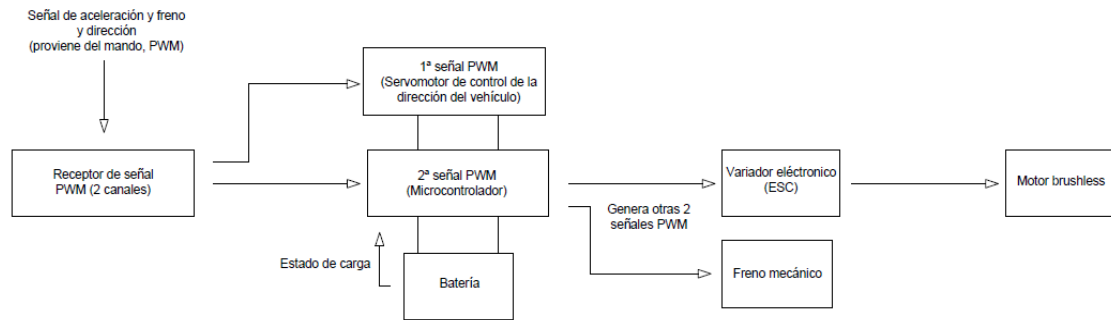 Señal de aceleración y freno
y dirección
(proviene del mando, PWM)
1ª señal PWM
(Servomotor de control de la
dirección del vehículo)
Receptor de señal
PWM (2 canales)
2ª señal PWM
(Microcontrolador)
Variador eléctronico
(ESC)
Motor brushless
Genera otras 2
señales PWM
Estado de carga
Batería
Freno mecánico